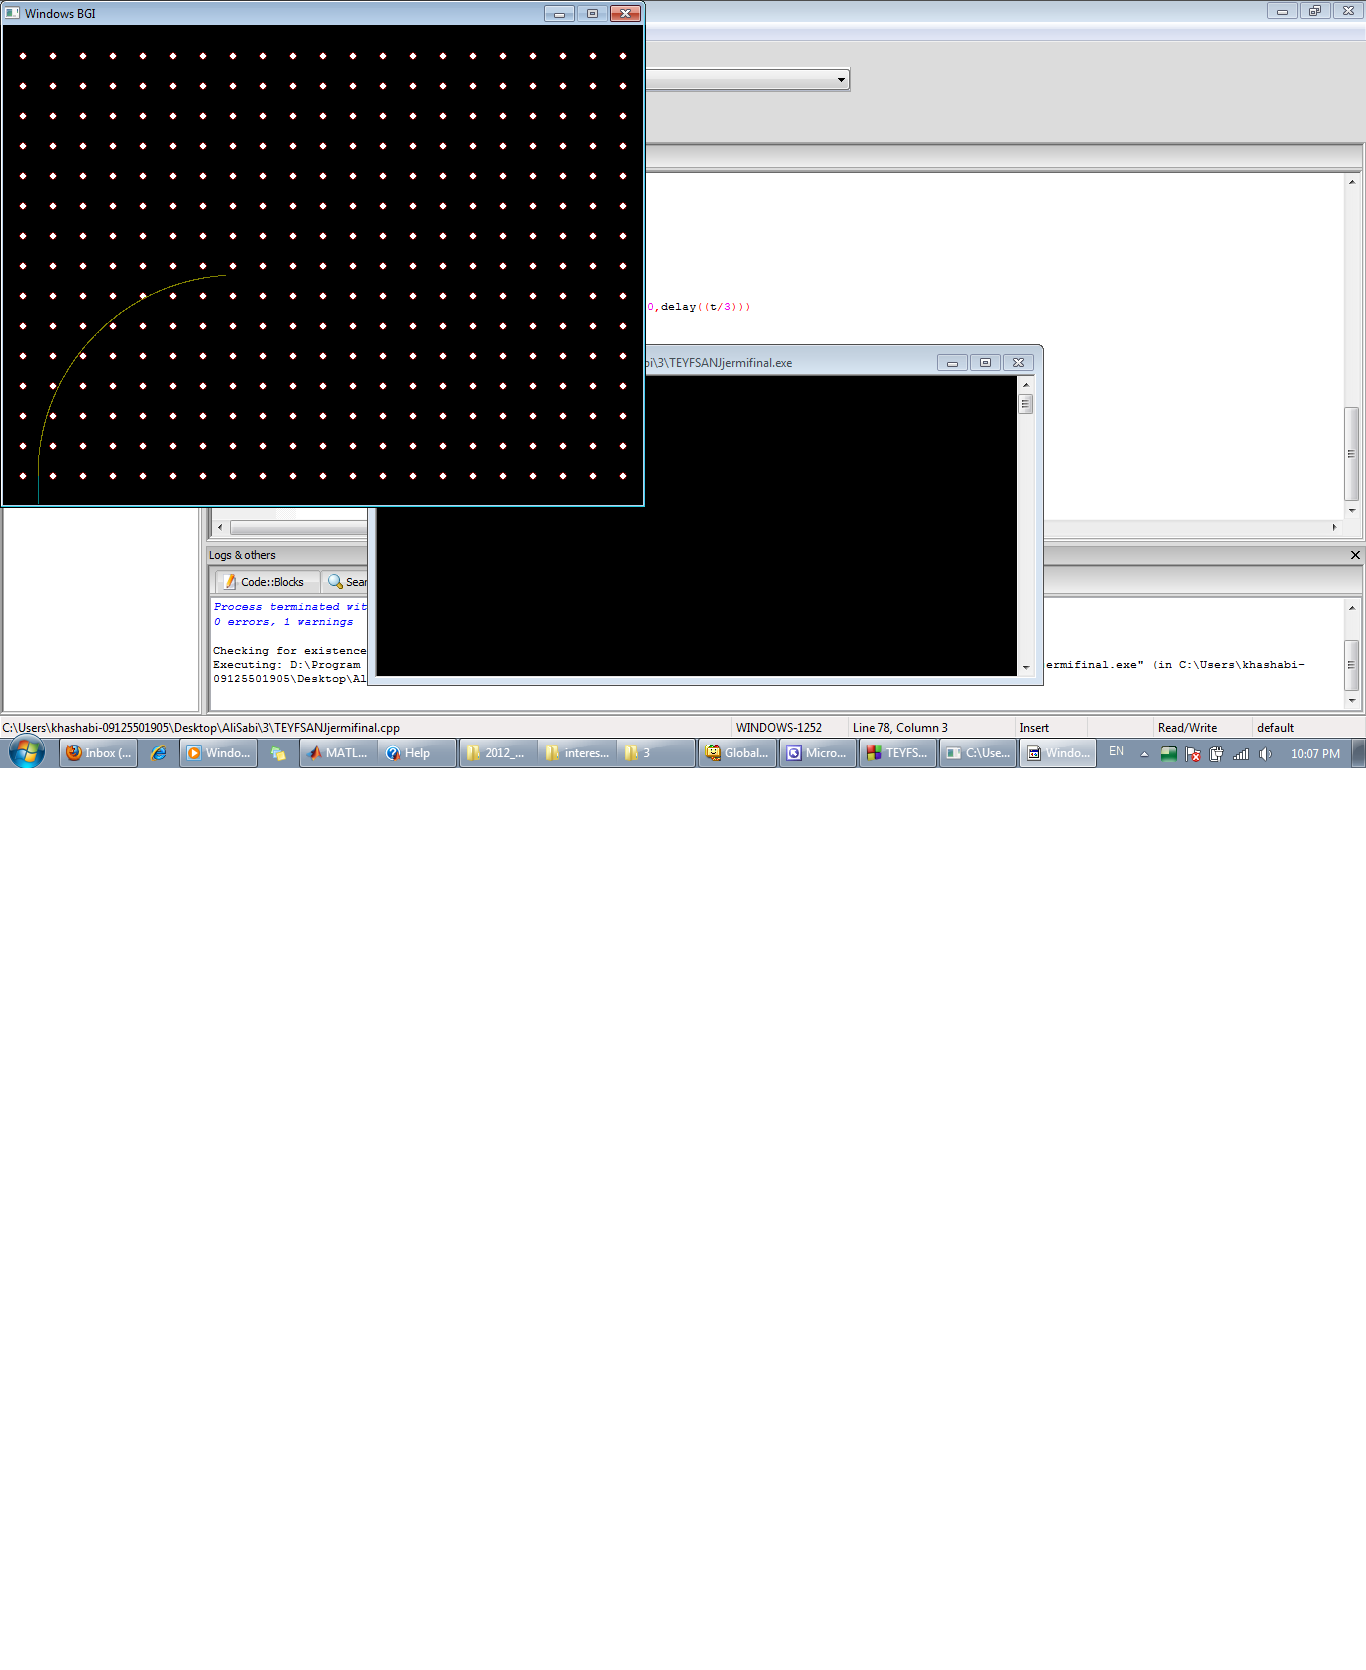 Windows BGI
0,delay((t/3)))
bi\3\TEYFSANJjermifinal.exe
Logs & others
Code::Blocks
Sear
Process terminated wit
0 errors, 1 warnings
Checking for existence
Executing: D:\Program ermifinal.exe" (in C:\Users\khashabi-
09125501905\Desktop\Al
C:\Users\khashabi-09125501905\Desktop\AliSabi\3\TEYFSANJjermifinal.cpp WINDOWS-1252 Line 78, Column 3 Insert Read/Write default
Inbox (... Windo... MATL... Help 2012_... interes... 3 Global... Micro... TEYFS... C:\Use... Windo... EN 10:07 PM